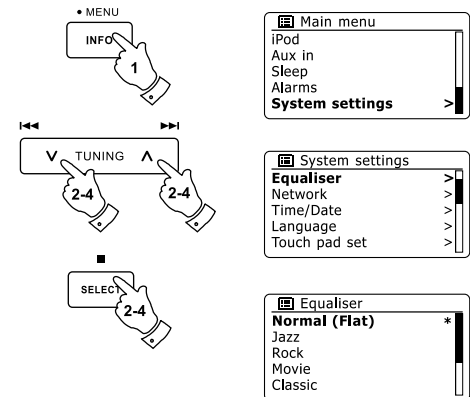 • MENU
INFO
1
TUNING
2-4
2-4
SELECT
2-4
Main menu
iPod
Aux in
Sleep
Alarms
System settings >
System settings
Equaliser >
Network >
Time/Date >
Language >
Touch pad set >
Equaliser
Normal (Flat) *
Jazz
Rock
Movie
Classic